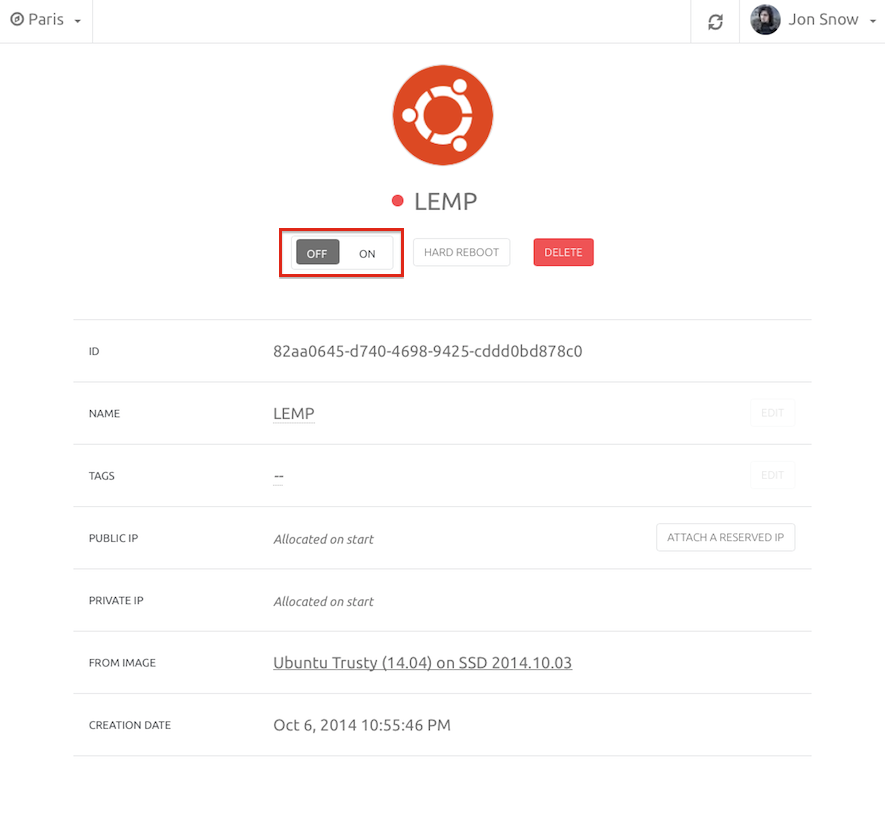 Paris
Jon Snow
LEMP
OFF ON HARD REBOOT DELETE
ID 82aa0645-d740-4698-9425-cddd0bd878c0
NAME LEMP EDIT
TAGS -- EDIT
PUBLIC IP Allocated on start ATTACH A RESERVED IP
PRIVATE IP Allocated on start
FROM IMAGE Ubuntu Trusty (14.04) on SSD 2014.10.03
CREATION DATE Oct 6, 2014 10:55:46 PM